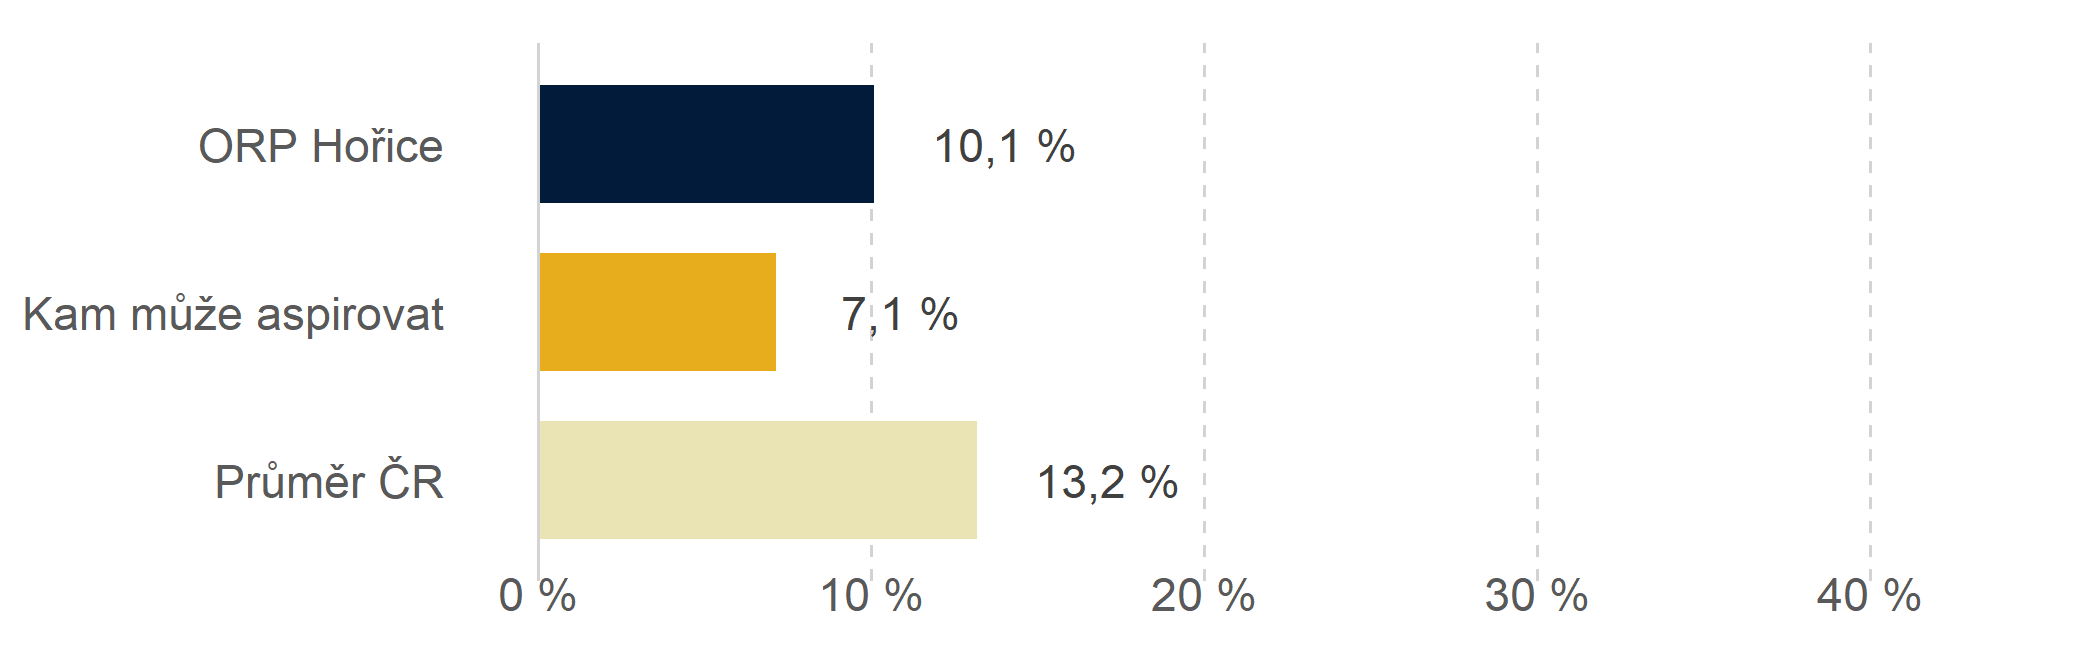 ORP Hořice
10,1 %
Kam může aspirovat
7,1 %
Průměr ČR
13,2 %
0 %
10 %
20 %
30 %
40 %